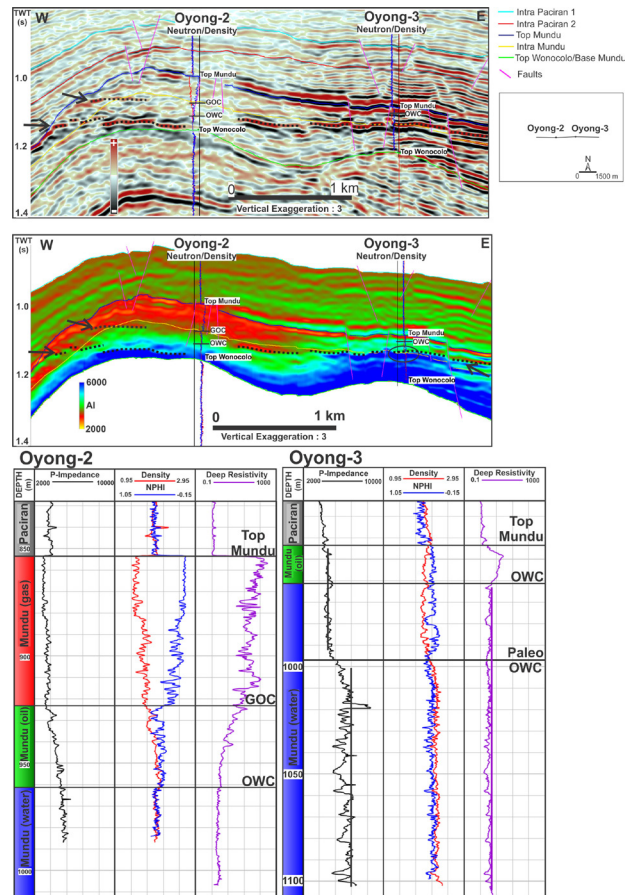 TWT
(s)
W
Oyong-2
Neutron/Density
Oyong-3
Neutron/Density
E
Top Mundu
1.0
GOC
OWC
Top Mundu
OWC
Top Wonocolo
1.2
Top Wonocolo
+
0 1 km
Vertical Exaggeration : 3
1.4
Intra Paciran 1
Intra Paciran 2
Top Mundu
Intra Mundu
Top Wonocolo/Base Mundu
Faults
Oyong-2 Oyong-3
N
0 1500 m
TWT
(s)
W
Oyong-2
Neutron/Density
Oyong-3
Neutron/Density
E
1.0
Top Mundu
GOC
OWC
Top Mundu
OWC
Top Wonocolo
1.2
Top Wonocolo
6000
AI
2000
0 1 km
Vertical Exaggeration : 3
1.4
Oyong-2
DEPTH
(m)
P-Impedance
2000 10000
Density
0.95 2.95
NPHI
1.05 -0.15
Deep Resistivity
0.1 1000
Paciran
850
Top
Mundu
Mundu (gas)
900
GOC
Mundu (oil)
950
OWC
Mundu (water)
1000
Oyong-3
DEPTH
(m)
P-Impedance
2000 10000
Density
0.95 2.95
NPHI
1.05 -0.15
Deep Resistivity
0.1 1000
Paciran
Top
Mundu
Mundu
(oil)
OWC
Paleo
OWC
1000
Mundu (water)
1050
1100